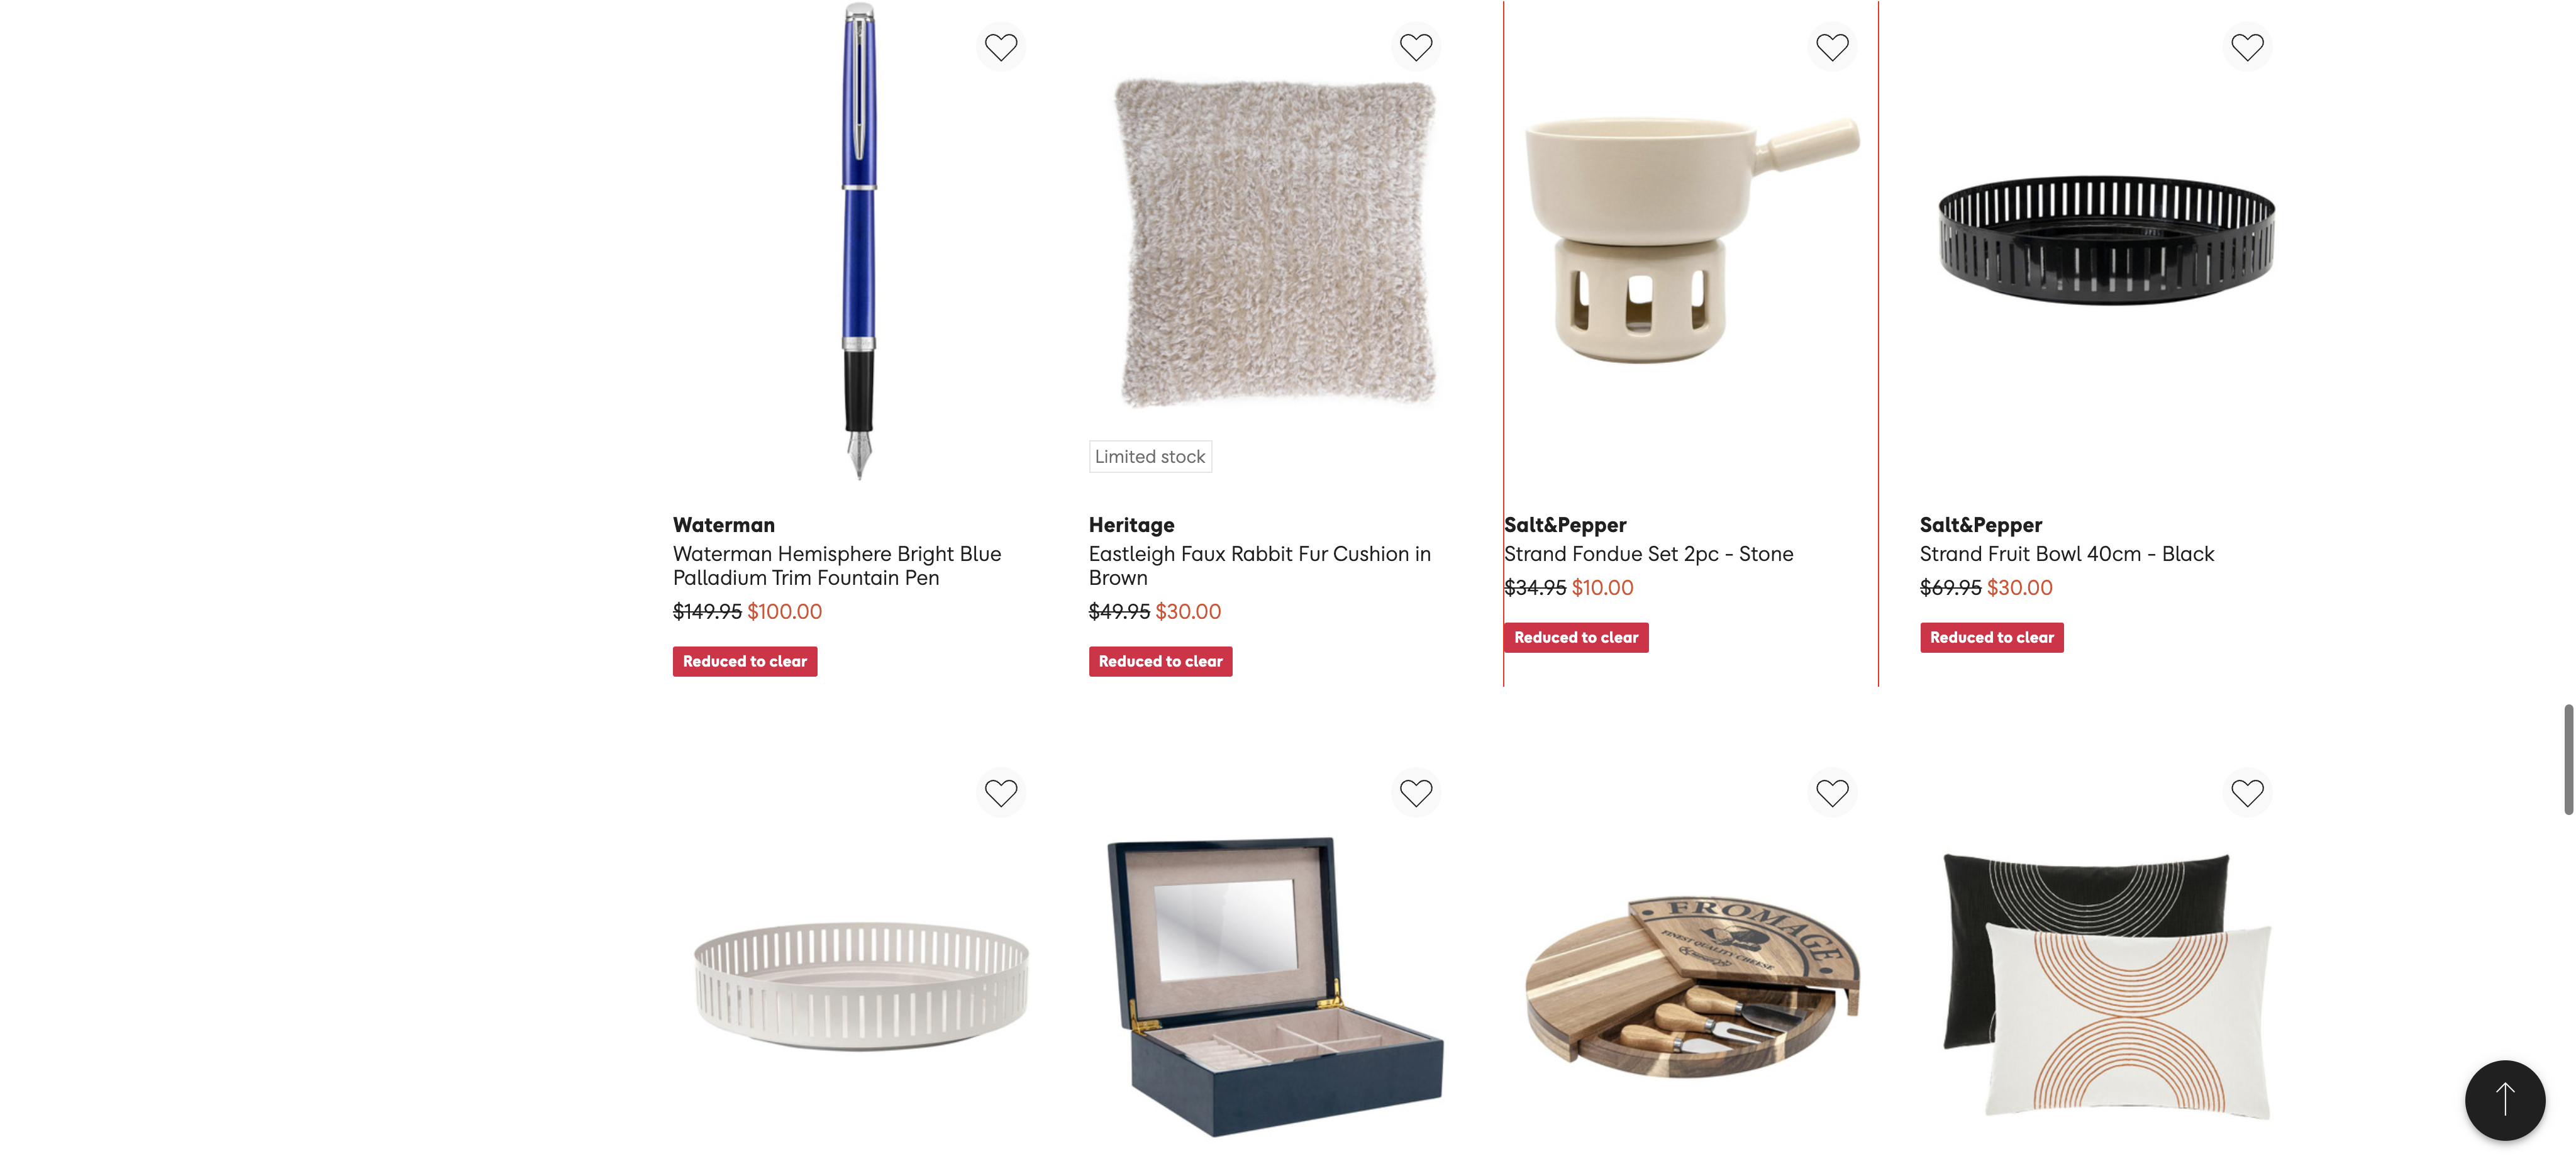 Limited stock
Waterman
Waterman Hemisphere Bright Blue
Palladium Trim Fountain Pen
$149.95 $100.00
Reduced to clear
Heritage
Eastleigh Faux Rabbit Fur Cushion in
Brown
$49.95 $30.00
Reduced to clear
Salt&Pepper
Strand Fondue Set 2pc - Stone
$34.95 $10.00
Reduced to clear
Salt&Pepper
Strand Fruit Bowl 40cm - Black
$69.95 $30.00
Reduced to clear
FROMAGE
FINEST QUALITY CHEESE